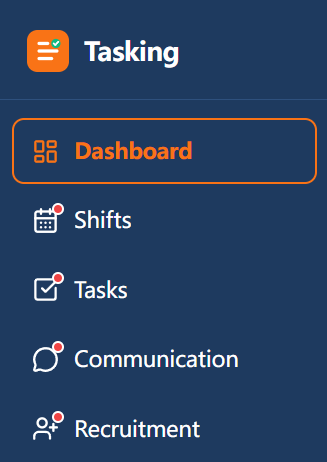 Tasking
Dashboard
Shifts
Tasks
Communication
Recruitment